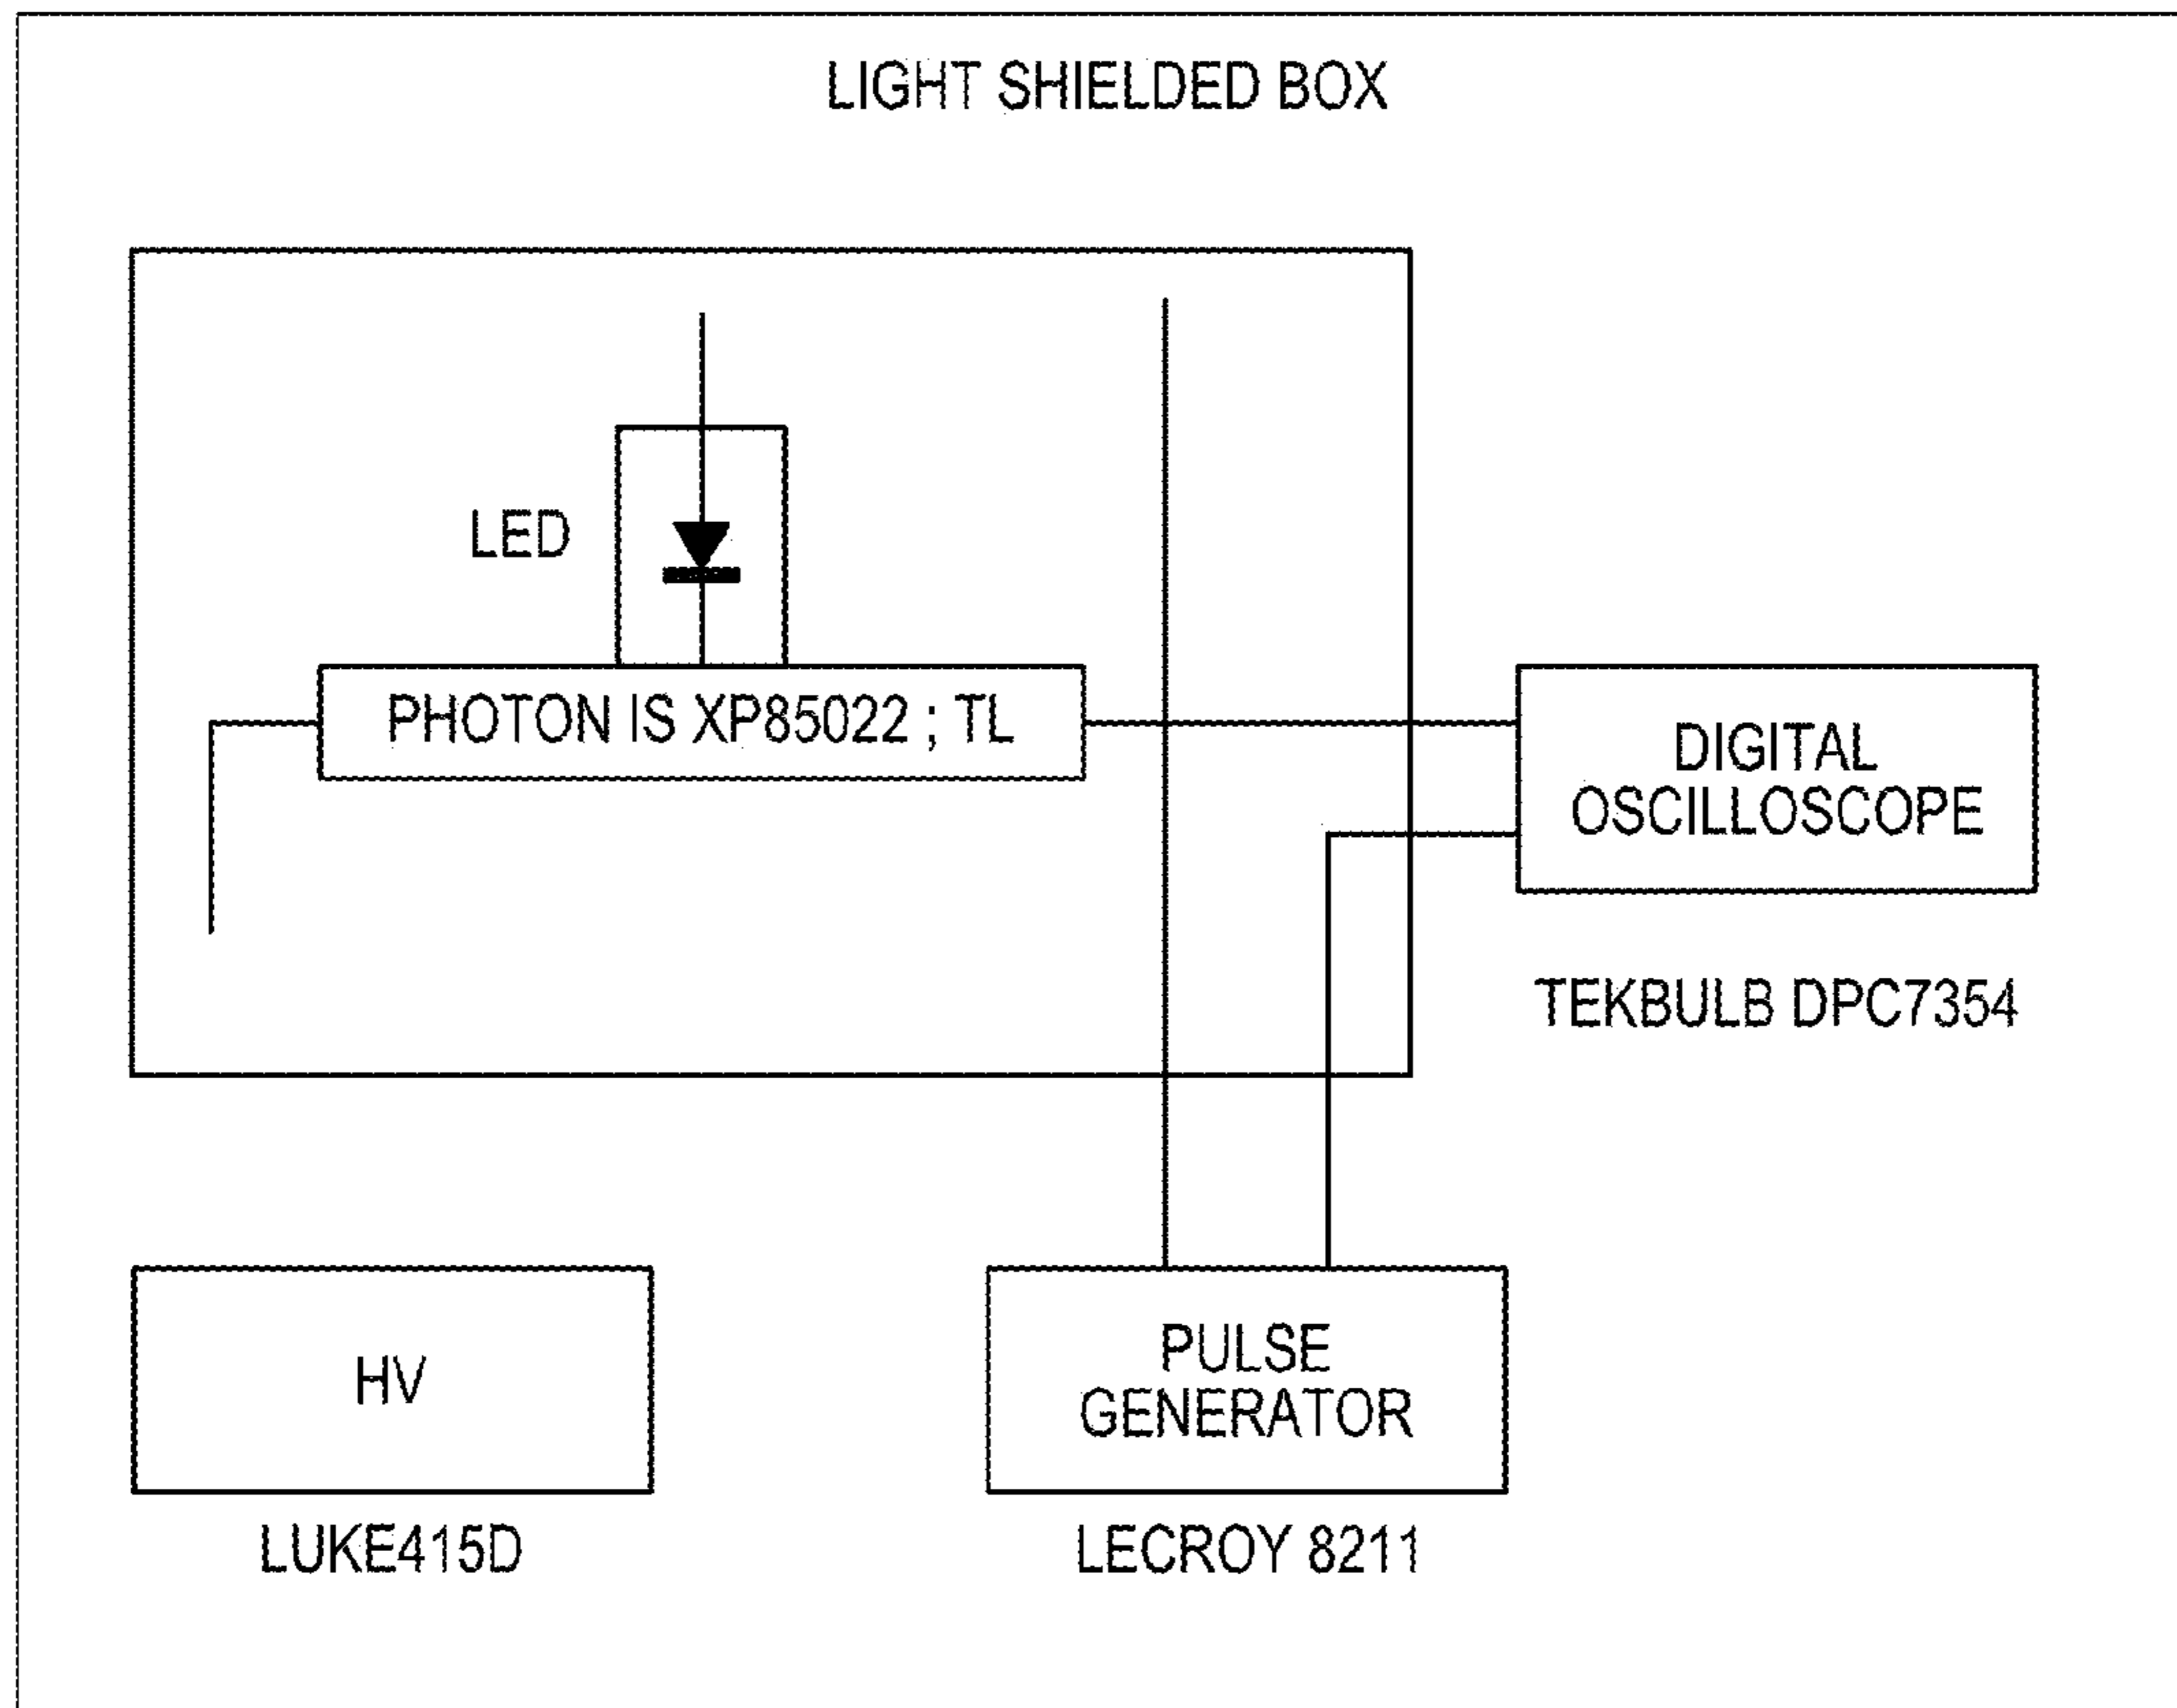 LIGHT SHIELDED BOX
LED
PHOTON IS XP85022 ; TL
DIGITAL
OSCILLOSCOPE
TEKBULB DPC7354
HV
LUKE415D
PULSE
GENERATOR
LECROY 8211